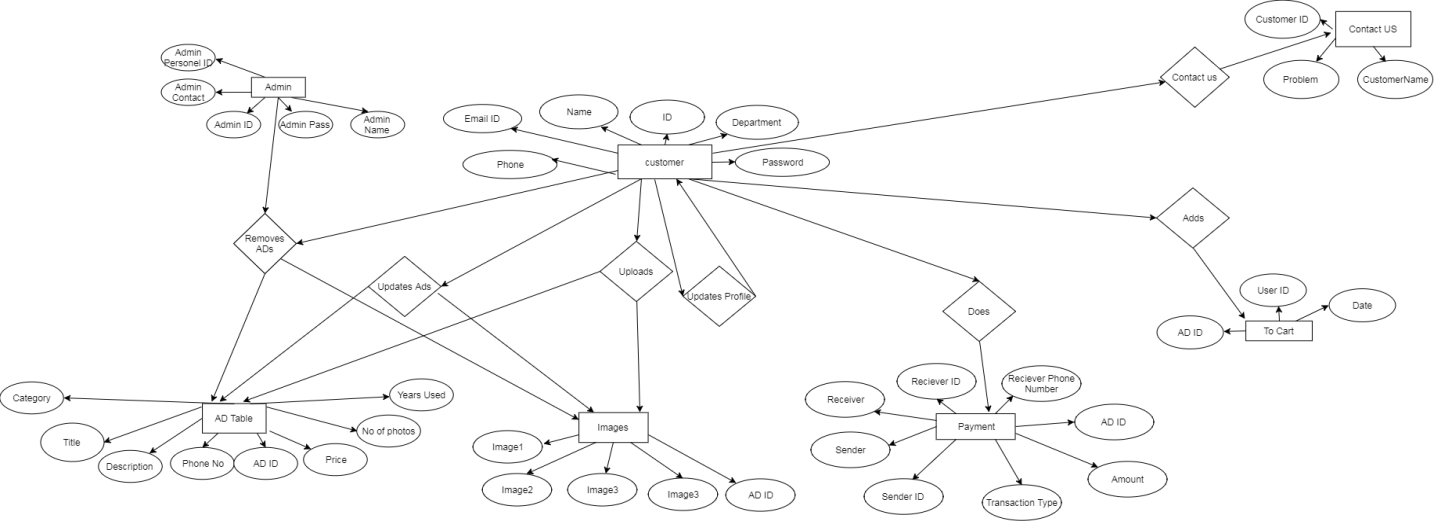 Customer ID
Contact US
Admin
Personel ID
Contact us
Problem
CustomerName
Admin
Admin
Contact
Admin ID
Admin Pass
Admin
Name
Email ID
Name
ID
Department
customer
Phone
Password
Removes
ADs
Updates Ads
Uploads
Updates Profile
Does
Adds
User ID
Date
AD ID
To Cart
Category
Years Used
AD Table
Title
No of photos
Description
Phone No
AD ID
Price
Images
Image1
Image2
Image3
Image3
AD ID
Receiver
Reciever ID
Reciever Phone
Number
Payment
AD ID
Sender
Amount
Sender ID
Transaction Type